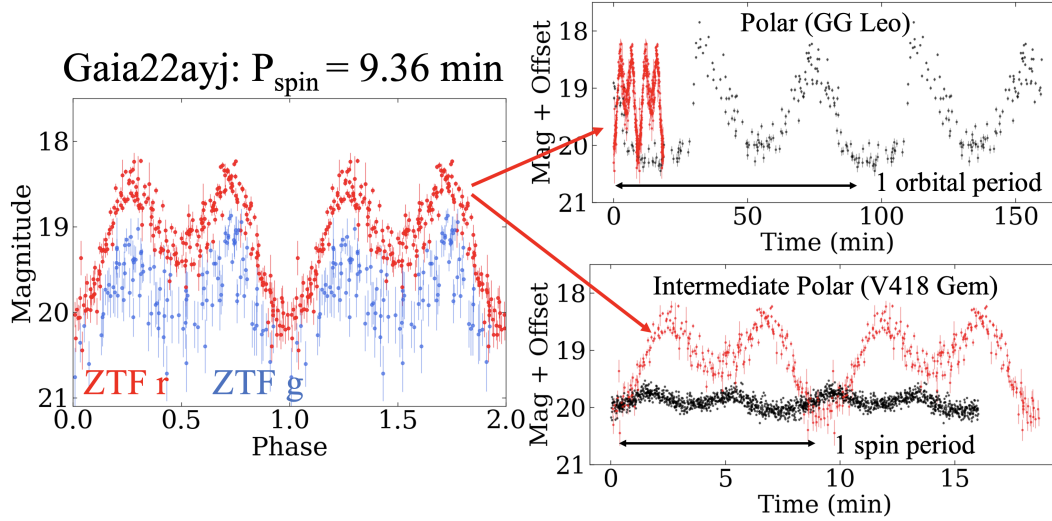 Gaia22ayj: P_spin = 9.36 min
Magnitude
18
19
20
21
ZTF r
ZTF g
0.0 0.5 1.0 1.5 2.0
Phase
Polar (GG Leo)
Mag + Offset
19
20
21
1 orbital period
0 50 100 150
Time (min)
Intermediate Polar (V418 Gem)
Mag + Offset
18
19
20
21
1 spin period
0 5 10 15
Time (min)